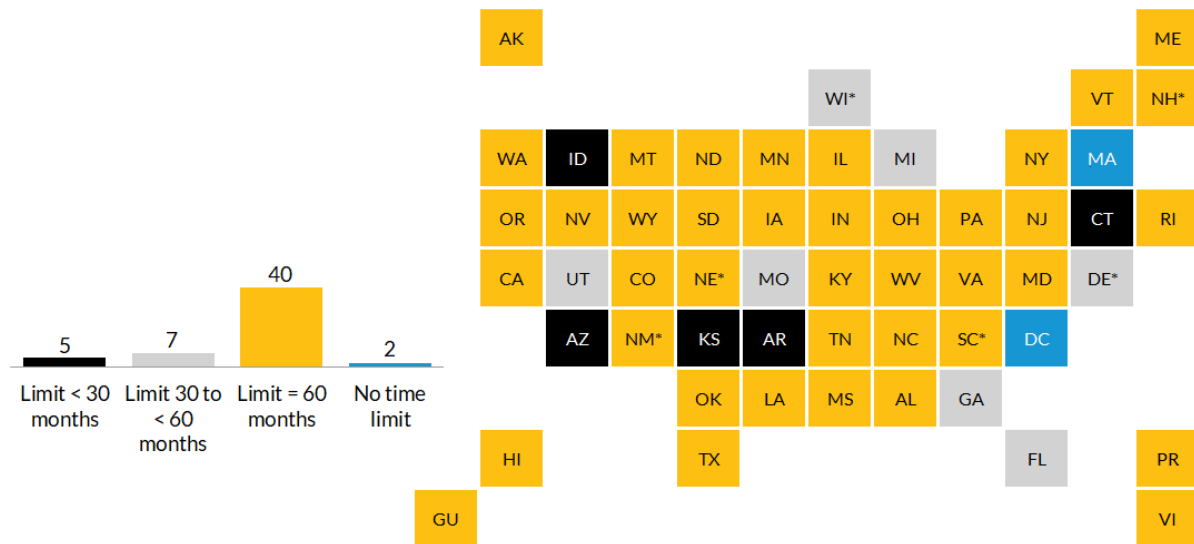 AK ME
WI* VT NH*
WA ID MT ND MN IL MI NY MA
OR NV WY SD IA IN OH PA NJ CT RI
CA UT CO NE* MO KY WV VA MD DE*
AZ NM* KS AR TN NC SC* DC
OK LA MS AL GA
HI TX FL PR
GU VI
5 7 40 2
Limit < 30 Limit 30 to Limit = 60 No time
months < 60 months limit
months